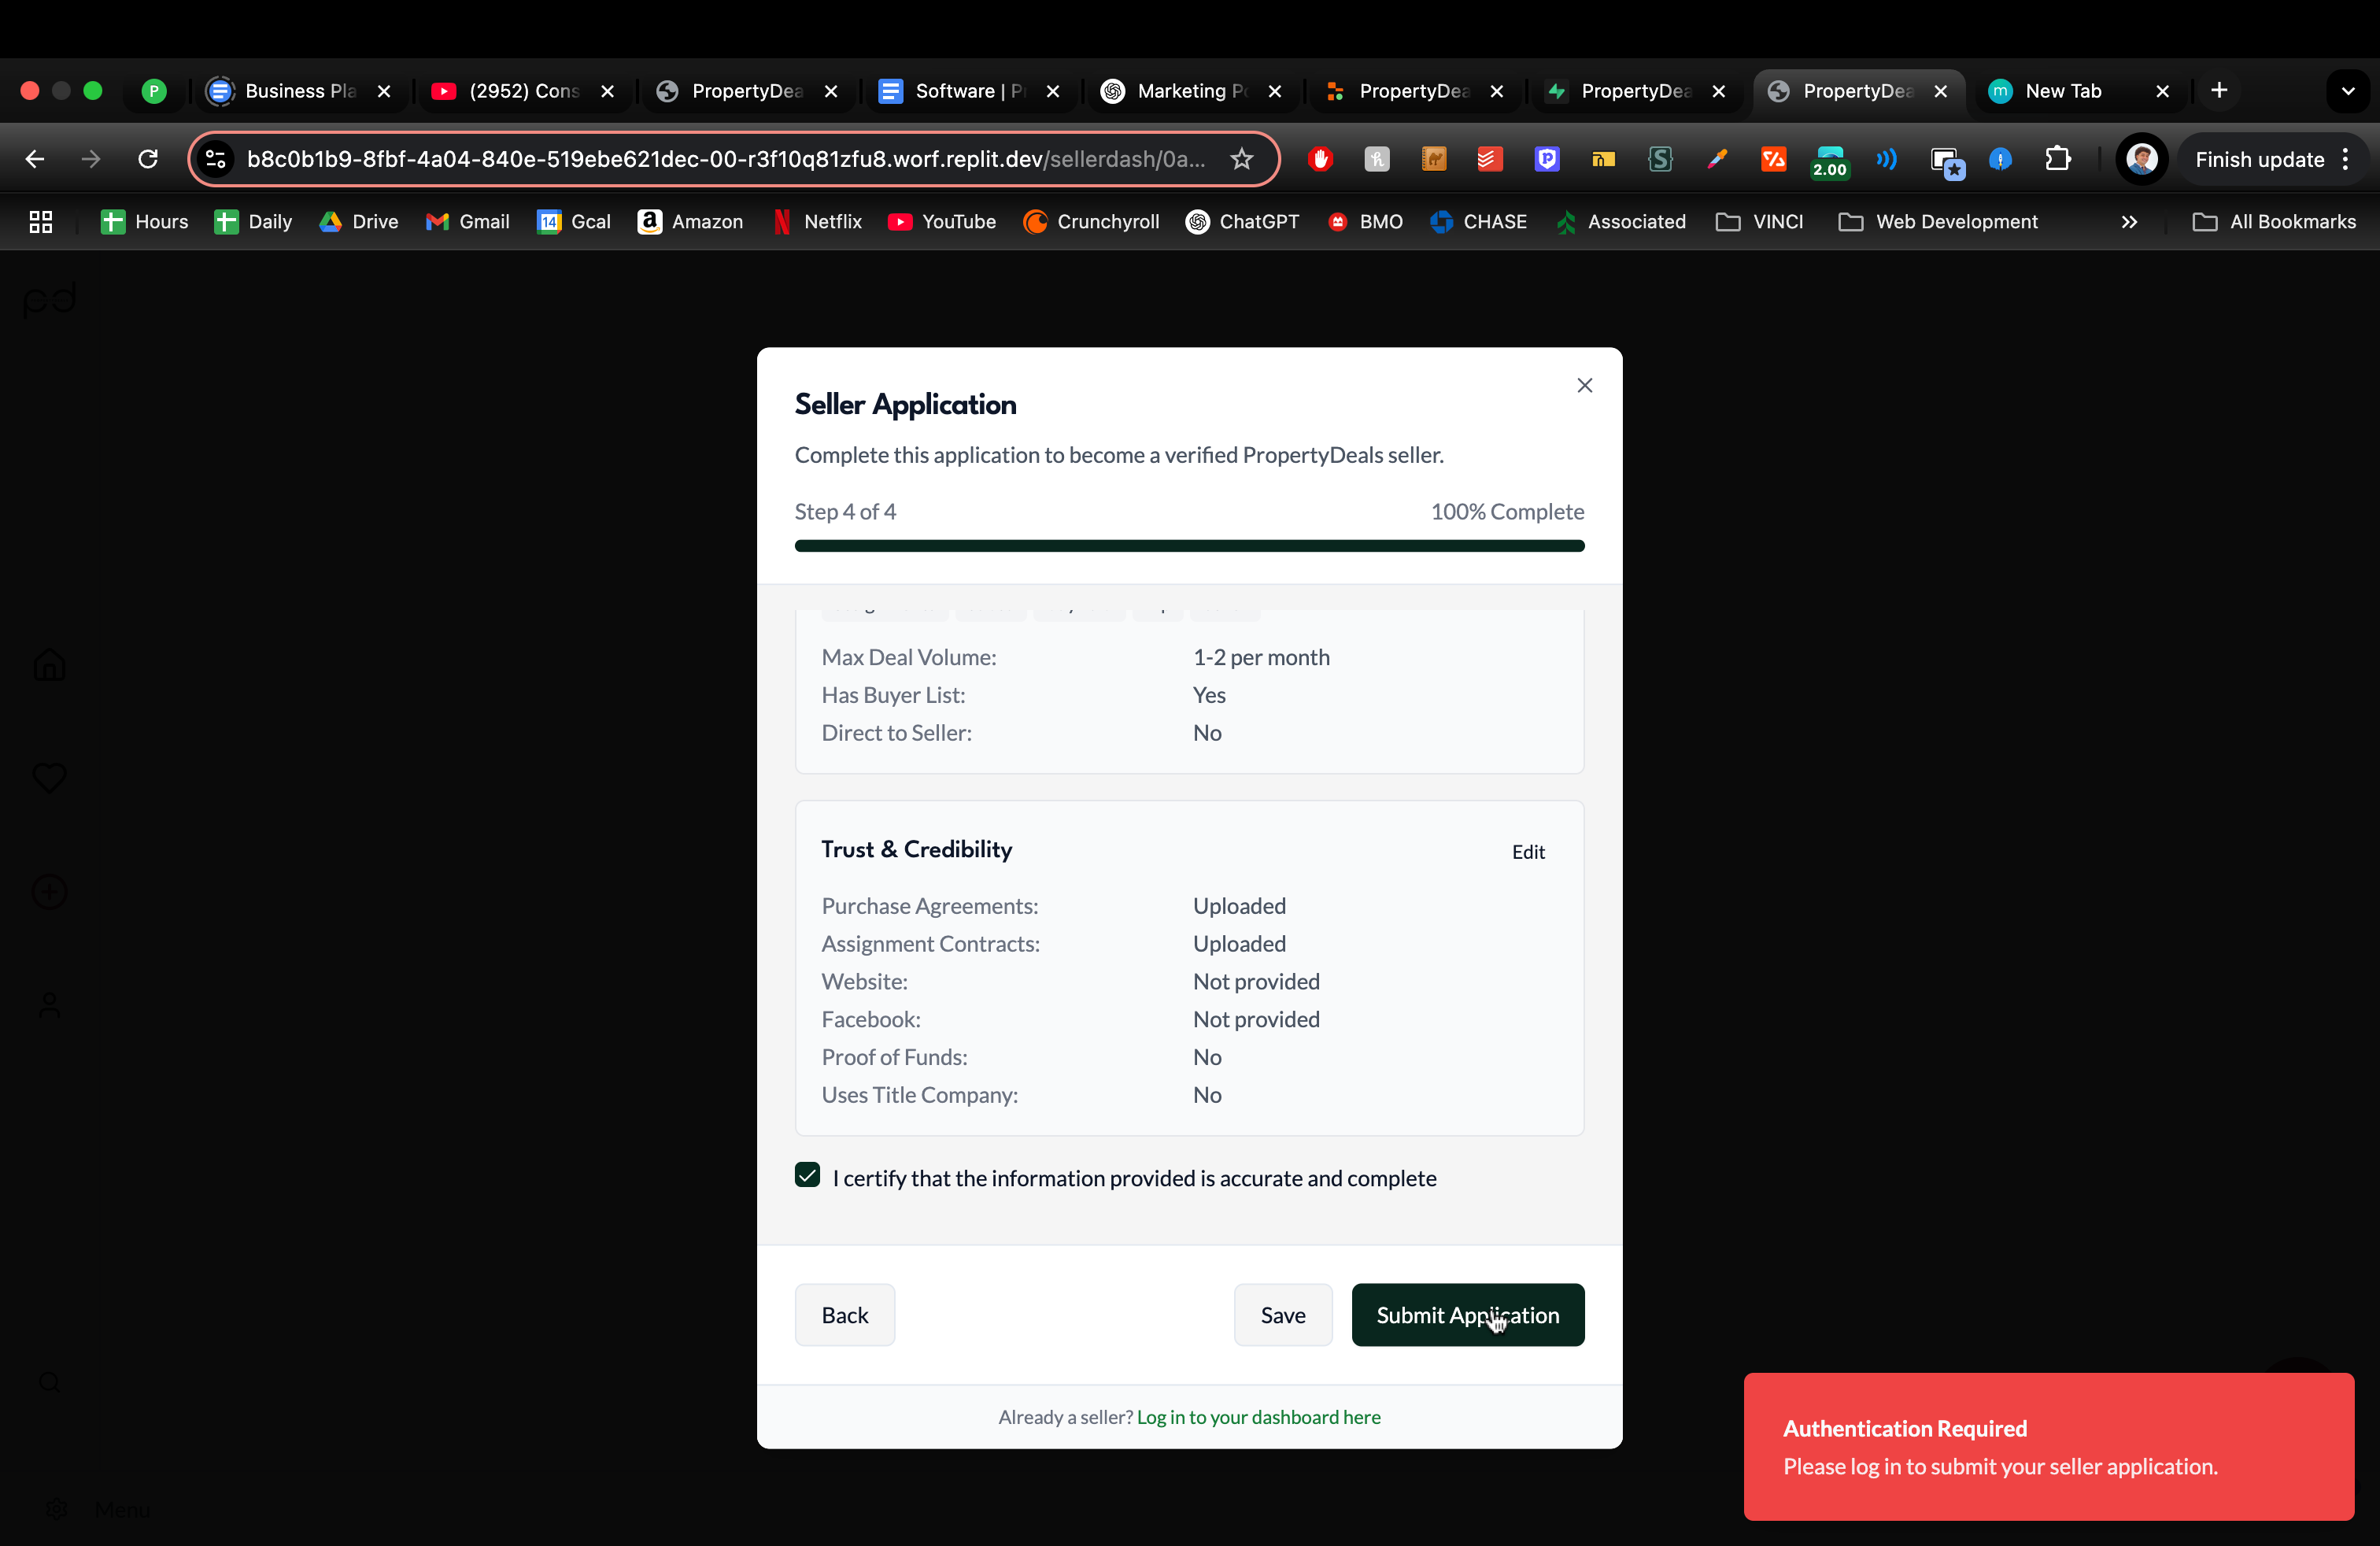 P
Business Pla
(2952) Cons
PropertyDea
Software | P
Marketing Po
PropertyDea
PropertyDea
PropertyDea
m
New Tab
b8c0b1b9-8fbf-4a04-840e-519ebe621dec-00-r3f10q81zfu8.worf.replit.dev/sellerdash/0a...
2.00
Finish update
Hours
Daily
Drive
Gmail
14
Gcal
Amazon
Netflix
YouTube
Crunchyroll
ChatGPT
BMO
CHASE
Associated
VINCI
Web Development
All Bookmarks
pd
Seller Application
Complete this application to become a verified PropertyDeals seller.
Step 4 of 4
100% Complete
Max Deal Volume: 1-2 per month
Has Buyer List: Yes
Direct to Seller: No
Trust & Credibility
Edit
Purchase Agreements: Uploaded
Assignment Contracts: Uploaded
Website: Not provided
Facebook: Not provided
Proof of Funds: No
Uses Title Company: No
I certify that the information provided is accurate and complete
Back
Save
Submit Application
Already a seller? Log in to your dashboard here
Authentication Required
Please log in to submit your seller application.
Menu